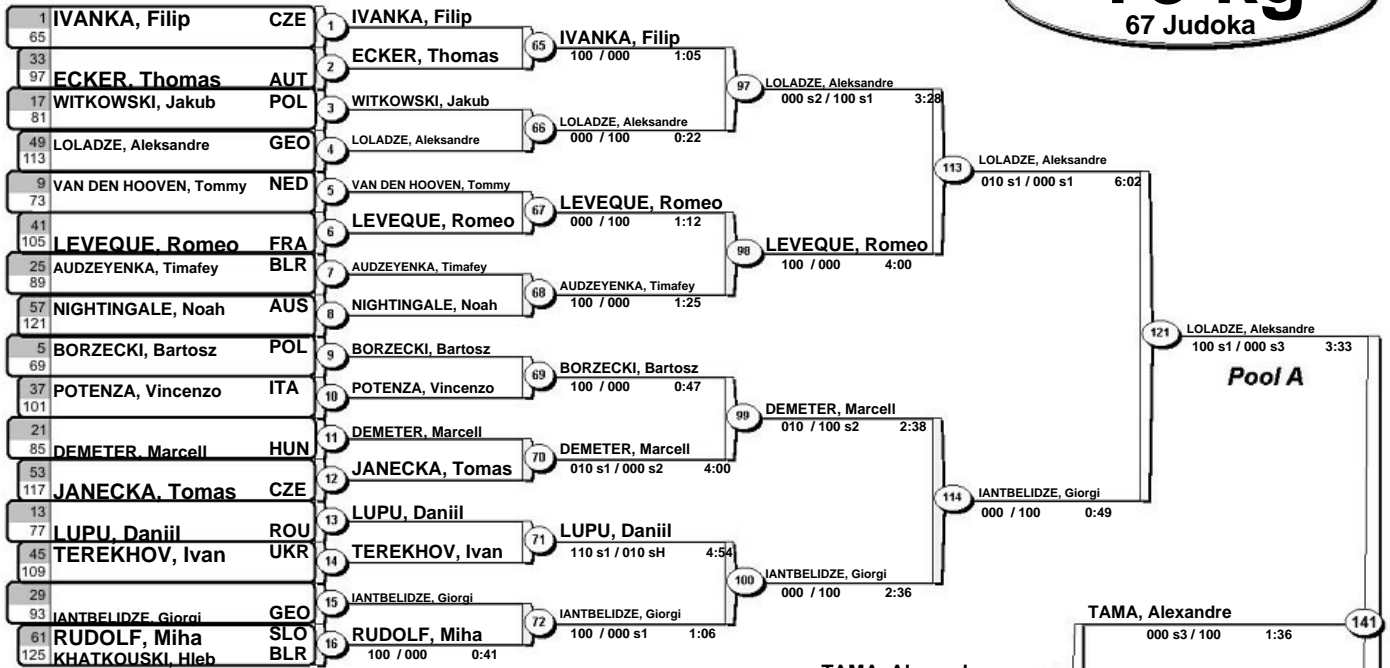 67 Judoka
1 IVANKA, Filip CZE
65
33
97 ECKER, Thomas AUT
17 WITKOWSKI, Jakub POL
81
49 LOLADZE, Aleksandre GEO
113
9 VAN DEN HOOVEN, Tommy NED
73
41
105 LEVEQUE, Romeo FRA
25 AUDZEYENKA, Timafey BLR
89
57 NIGHTINGALE, Noah AUS
121
5 BORZECKI, Bartosz POL
69
37 POTENZA, Vincenzo ITA
101
21
85 DEMETER, Marcell HUN
53
117 JANECKA, Tomas CZE
13
77 LUPU, Daniil ROU
45 TEREKHOV, Ivan UKR
109
29
93 IANTBELIDZE, Giorgi GEO
61 RUDOLF, Miha SLO
125 KHATKOUSKI, Hleb BLR
1 IVANKA, Filip
2 ECKER, Thomas
3 WITKOWSKI, Jakub
4 LOLADZE, Aleksandre
5 VAN DEN HOOVEN, Tommy
6 LEVEQUE, Romeo
7 AUDZEYENKA, Timafey
8 NIGHTINGALE, Noah
9 BORZECKI, Bartosz
10 POTENZA, Vincenzo
11 DEMETER, Marcell
12 JANECKA, Tomas
13 LUPU, Daniil
14 TEREKHOV, Ivan
15 IANTBELIDZE, Giorgi
16 RUDOLF, Miha
100 / 000 0:41
65 IVANKA, Filip
100 / 000 1:05
66 LOLADZE, Aleksandre
000 / 100 0:22
67 LEVEQUE, Romeo
000 / 100 1:12
68 AUDZEYENKA, Timafey
100 / 000 1:25
69 BORZECKI, Bartosz
100 / 000 0:47
70 DEMETER, Marcell
010 s1 / 000 s2 4:00
71 LUPU, Daniil
110 s1 / 010 sH 4:54
72 IANTBELIDZE, Giorgi
100 / 000 s1 1:06
97 LOLADZE, Aleksandre
000 s2 / 100 s1 3:28
98 LEVEQUE, Romeo
100 / 000 4:00
99 DEMETER, Marcell
010 / 100 s2 2:38
100 IANTBELIDZE, Giorgi
000 / 100 2:36
113 LOLADZE, Aleksandre
010 s1 / 000 s1 6:02
114 IANTBELIDZE, Giorgi
000 / 100 0:49
121 LOLADZE, Aleksandre
100 s1 / 000 s3 3:33
Pool A
TAMA, Alexandre
000 s3 / 100 1:36
141